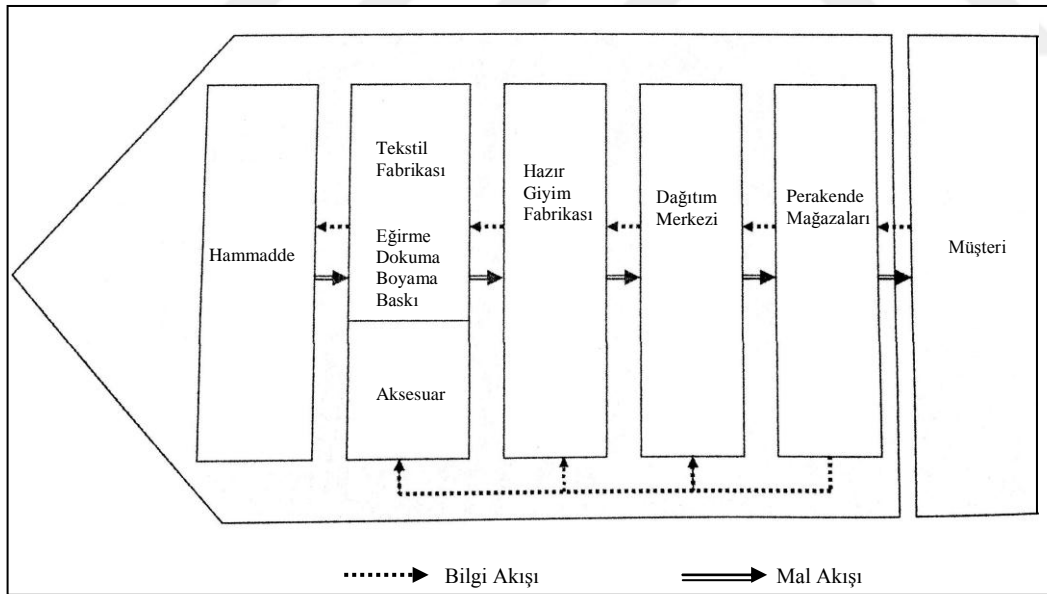 Hammadde
Tekstil
Fabrikası
Eğirme
Dokuma
Boyama
Baskı
Aksesuar
Hazır
Giyim
Fabrikası
Dağıtım
Merkezi
Perakende
Mağazaları
Müşteri
Bilgi Akışı
Mal Akışı